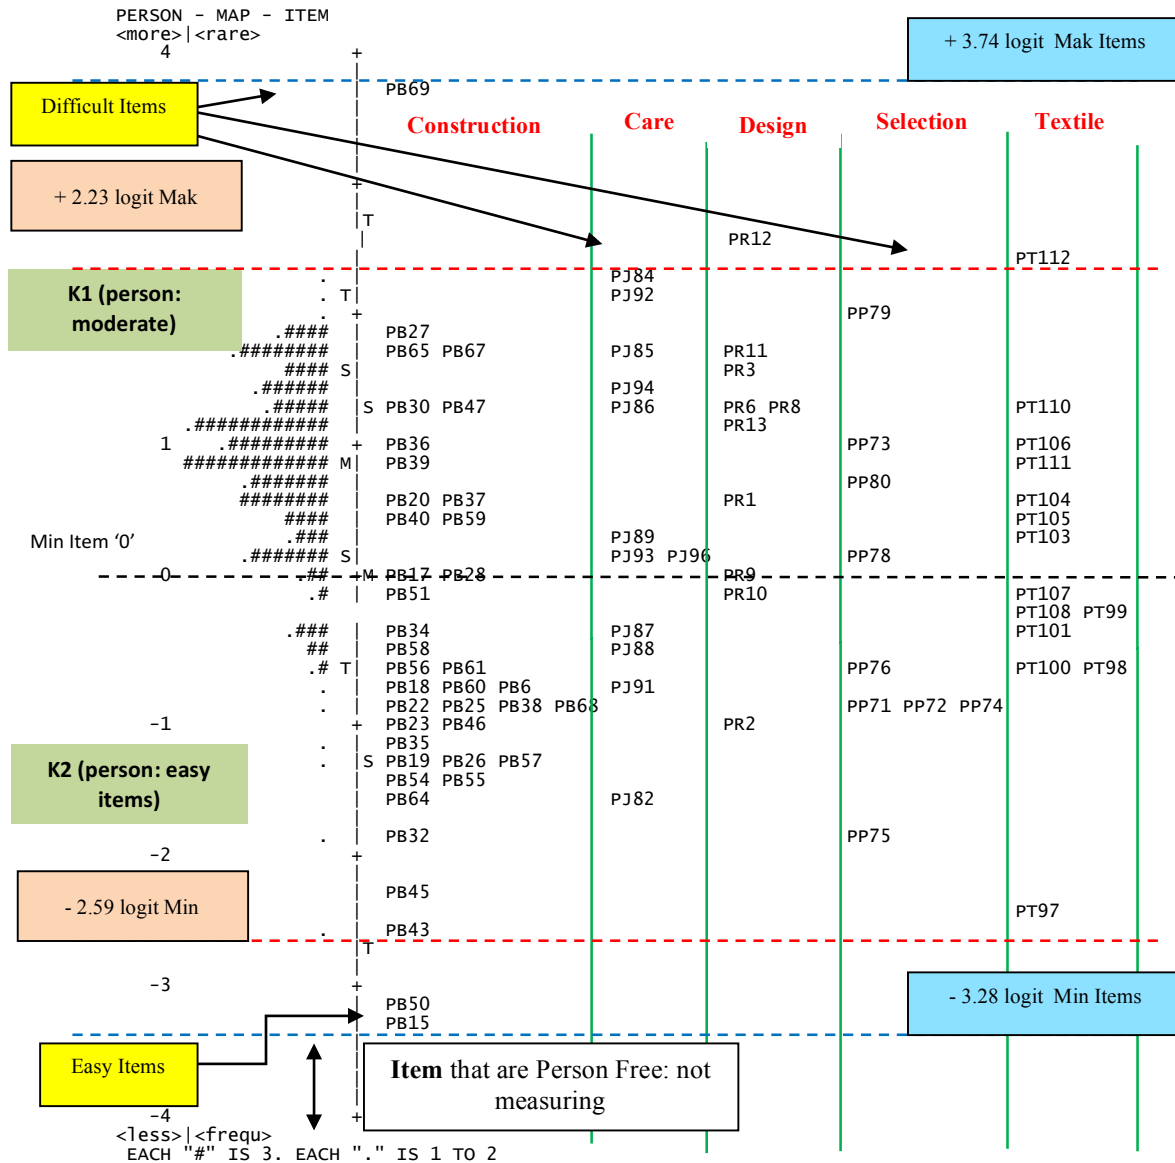 PERSON - MAP - ITEM
<more>|<rare>
4 +
+ 3.74 logit Mak Items
PB69
Difficult Items
Construction Care Design Selection Textile
+ 2.23 logit Mak
+
T
| PR12
PT112
. PJ84
K1 (person: moderate)
. T PJ92
. + PP79
.#### PB27
.######## PB65 PB67 PJ85 PR11
#### S PR3
.###### PJ94
.##### S PB30 PB47 PJ86 PR6 PR8 PT110
.############ PR13
1 .######### + PB36 PP73 PT106
############# M PB39 PT111
.####### PP80
######## PB20 PB37 PR1 PT104
#### PB40 PB59 PT105
Min Item '0'
.### PJ89 PT103
.####### S PJ93 PJ96 PP78
0 .## +M PB17 PB28 PR9
.# PB51 PR10 PT107
PT108 PT99
.### PB34 PJ87 PT101
## PB58 PJ88
.# T PB56 PB61 PP76 PT100 PT98
. PB18 PB60 PB6 PJ91
. PB22 PB25 PB38 PB68 PP71 PP72 PP74
-1 + PB23 PB46 PR2
. PB35
K2 (person: easy items)
. S PB19 PB26 PB57
PB54 PB55
PB64 PJ82
. PB32 PP75
-2 +
PB45
- 2.59 logit Min
PT97
. PB43
T
-3 +
- 3.28 logit Min Items
PB50
PB15
Easy Items
Item that are Person Free: not
measuring
-4 +
<less>|<frequ>
EACH "#" IS 3. EACH "." IS 1 TO 2